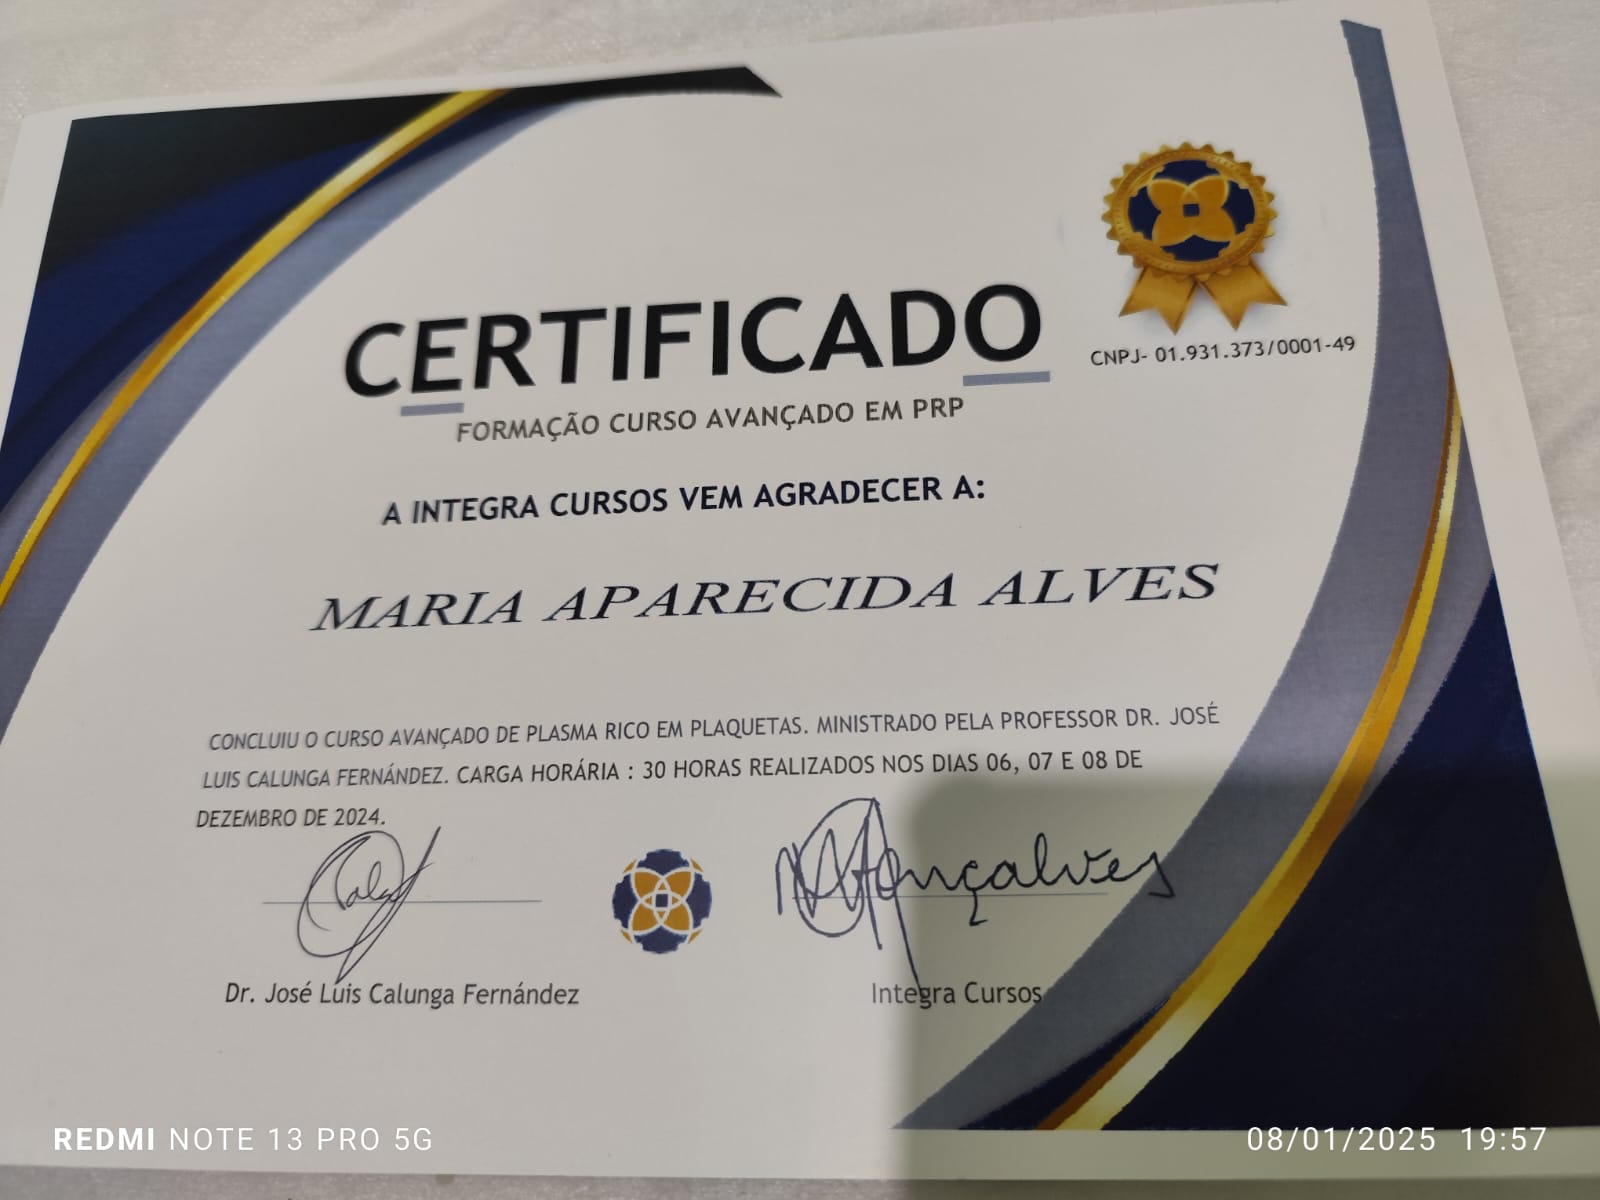 CERTIFICADO
CNPJ- 01.931.373/0001-49
FORMAÇÃO CURSO AVANÇADO EM PRP
A INTEGRA CURSOS VEM AGRADECER A:
MARIA APARECIDA ALVES
CONCLUIU O CURSO AVANÇADO DE PLASMA RICO EM PLAQUETAS. MINISTRADO PELA PROFESSOR DR. JOSÉ
LUIS CALUNGA FERNÁNDEZ. CARGA HORÁRIA : 30 HORAS REALIZADOS NOS DIAS 06, 07 E 08 DE
DEZEMBRO DE 2024.
Gonçalves
Dr. José Luis Calunga Fernández
Integra Cursos
REDMI NOTE 13 PRO 5G
08/01/2025 19:57